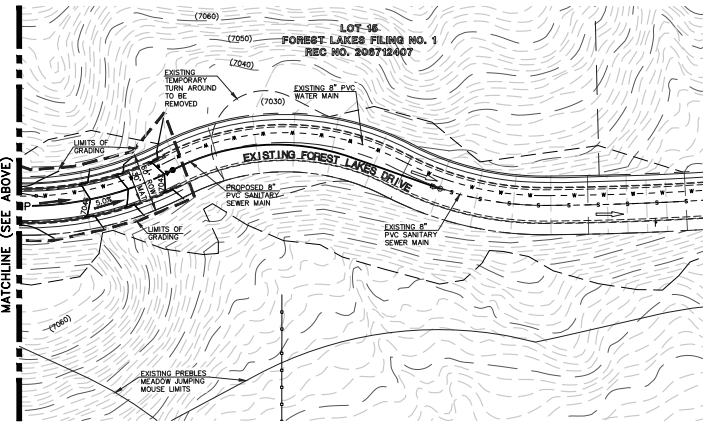 (7060)
(7050)
(7040)
LOT 15
FOREST LAKES FILING NO. 1
REC NO. 206712407
EXISTING
TEMPORARY
TURN AROUND
TO BE
REMOVED
(7030)
EXISTING 8" PVC
WATER MAIN
LIMITS OF
GRADING
EXISTING FOREST LAKES DRIVE
PROPOSED 8"
PVC SANITARY
SEWER MAIN
5.0%
LIMITS OF
GRADING
EXISTING 8"
PVC SANITARY
SEWER MAIN
MATCHLINE (SEE ABOVE)
(7060)
EXISTING PREBLES
MEADOW JUMPING
MOUSE LIMITS